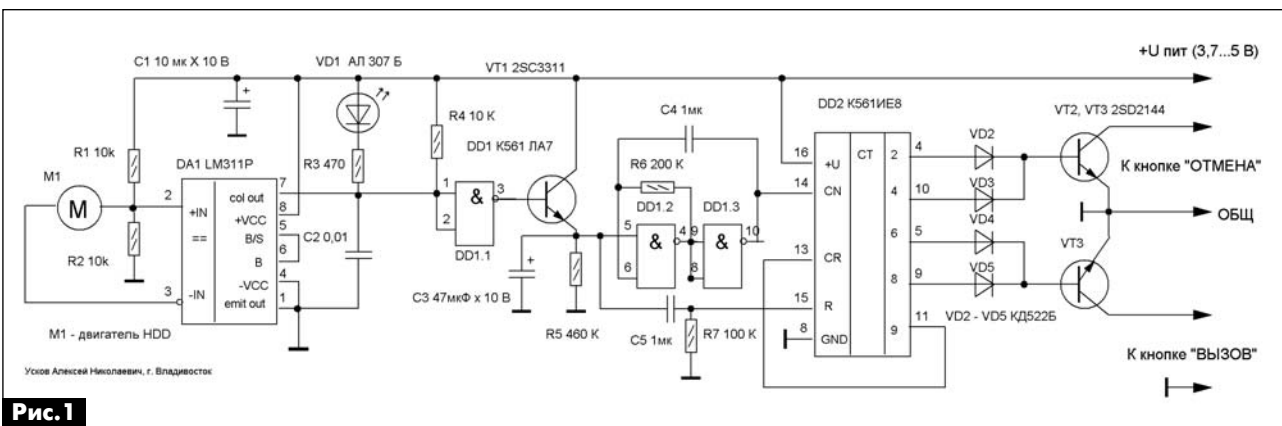 +U пит (3,7...5 В)
C1 10 мк X 10 В
VD1 АЛ 307 Б
VT1 2SC3311
C4 1мк
DD2 К561ИЕ8
VT2, VT3 2SD2144
R4 10 K
DD1 К561 ЛА7
R1 10k
DA1 LM311P
R3 470
R6 200 K
VD2
M1
M
2
+IN
==
3
-IN
col out
+VCC
B/S
B
-VCC
emit out
7
8
5
6
4
1
R2 10k
C2 0,01
1
2
&
3
DD1.1
C3 47мкФ x 10 В
R5 460 K
DD1.2
5
6
&
4
DD1.3
9
8
&
10
C5 1мк
R7 100 K
16
+U
14
CN
13
CR
15
R
8
GND
CT
2
4
4
10
6
5
8
9
9
11
VD3
VD4
VD5
VD2 - VD5 КД522Б
К кнопке "ОТМЕНА"
ОБЩ
VT3
К кнопке "ВЫЗОВ"
M1 - двигатель HDD
Усков Алексей Николаевич, г. Владивосток
Рис.1